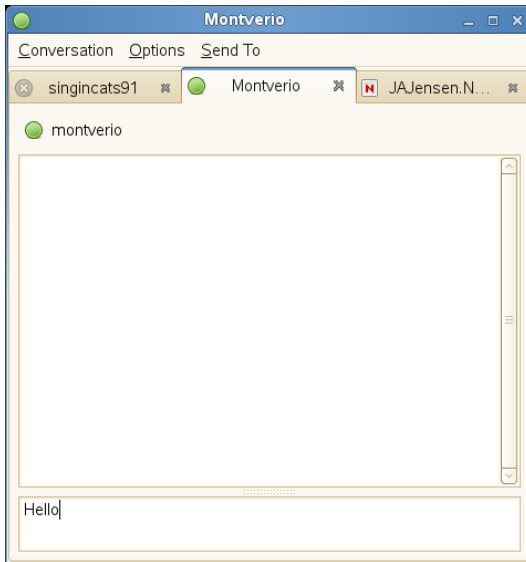 Montverio
Conversation Options Send To
singincats91 Montverio N JAJensen.N...
montverio
Hello